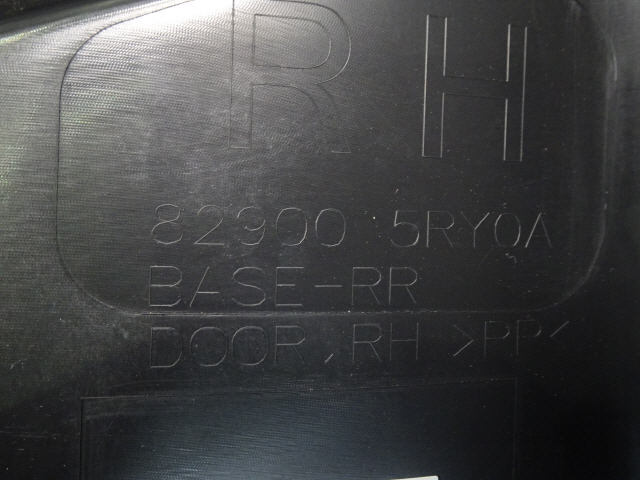 RH
82900 5RY0A
BASE-RR
DOOR,RH >PP<